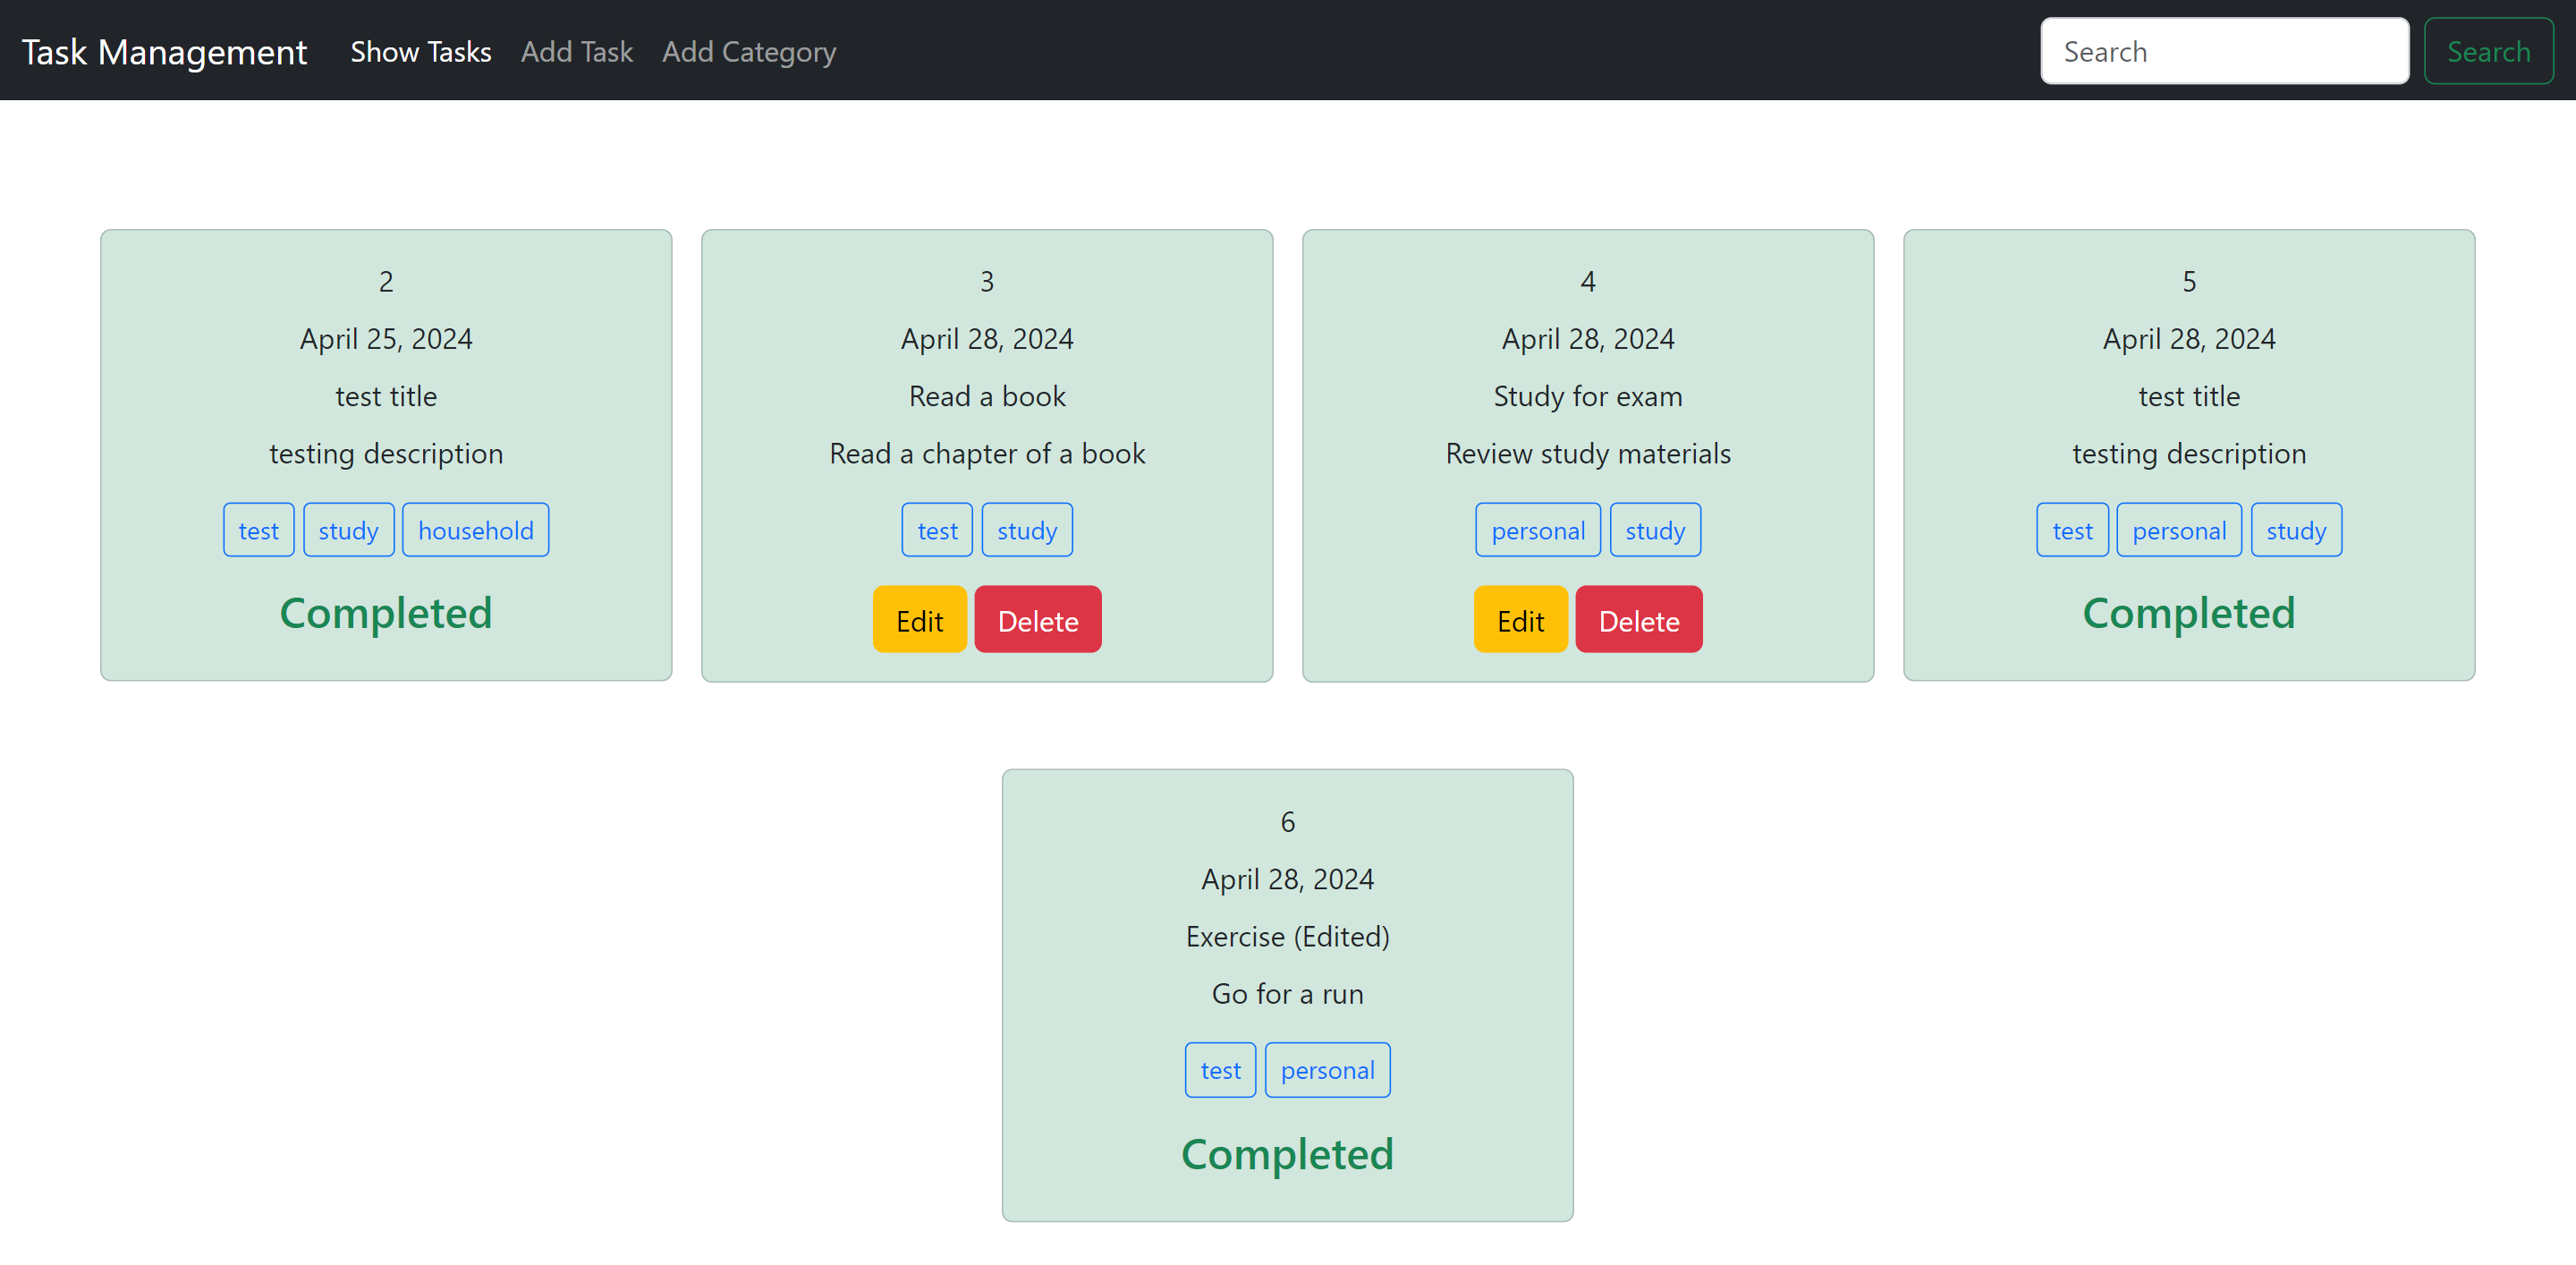 Task Management Show Tasks Add Task Add Category Search Search
2
April 25, 2024
test title
testing description
test study household
Completed
3
April 28, 2024
Read a book
Read a chapter of a book
test study
Edit Delete
4
April 28, 2024
Study for exam
Review study materials
personal study
Edit Delete
5
April 28, 2024
test title
testing description
test personal study
Completed
6
April 28, 2024
Exercise (Edited)
Go for a run
test personal
Completed